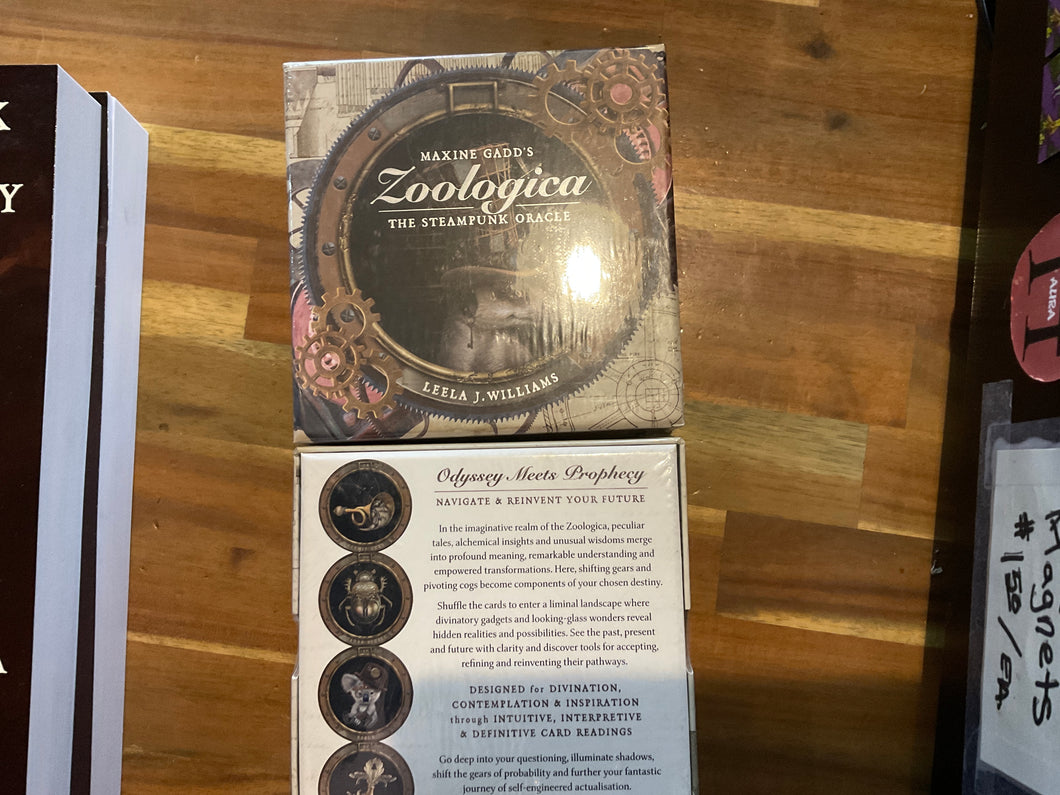 K
Y
A
MAXINE GADD'S
Zoologica
THE STEAMPUNK ORACLE
LEELA J. WILLIAMS
Odyssey Meets Prophecy
NAVIGATE & REINVENT YOUR FUTURE
In the imaginative realm of the Zoologica, peculiar
tales, alchemical insights and unusual wisdoms merge
into profound meaning, remarkable understanding and
empowered transformations. Here, shifting gears and
pivoting cogs become components of your chosen destiny.
Shuffle the cards to enter a liminal landscape where
divinatory gadgets and looking-glass wonders reveal
hidden realities and possibilities. See the past, present
and future with clarity and discover tools for accepting,
refining and reinventing their pathways.
DESIGNED for DIVINATION,
CONTEMPLATION & INSPIRATION
through INTUITIVE, INTERPRETIVE
& DEFINITIVE CARD READINGS
Go deep into your questioning, illuminate shadows,
shift the gears of probability and further your fantastic
journey of self-engineered actualisation.
AURA
Magnets
#150/EA